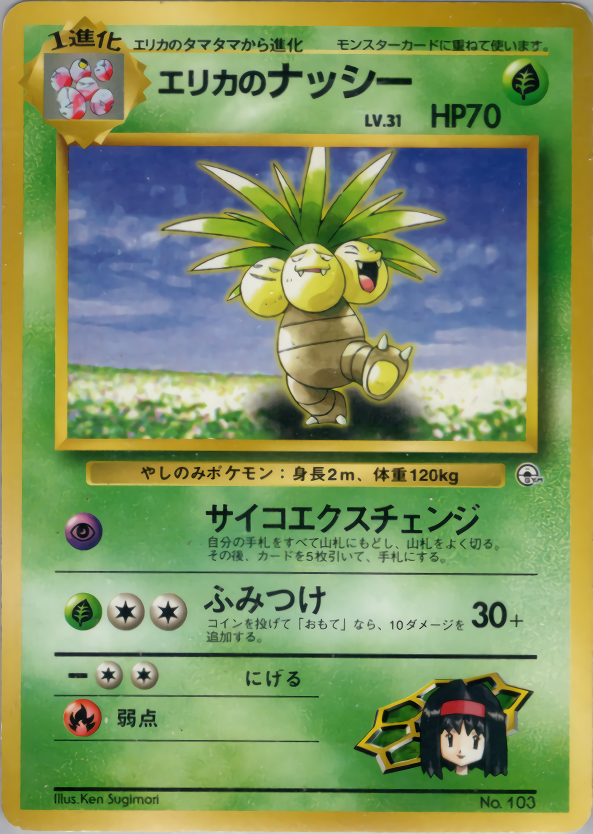 1進化
エリカのタマタマから進化 モンスターカードに重ねて使います。
エリカのナッシー
LV.31 HP70
やしのみポケモン:身長2m、体重120kg
GYM
サイコエクスチェンジ
自分の手札をすべて山札にもどし、山札をよく切る。
その後、カードを5枚引いて、手札にする。
ふみつけ
コインを投げて「おもて」なら、10ダメージを
追加する。
30+
にげる
弱点
Illus.Ken Sugimori
No. 103